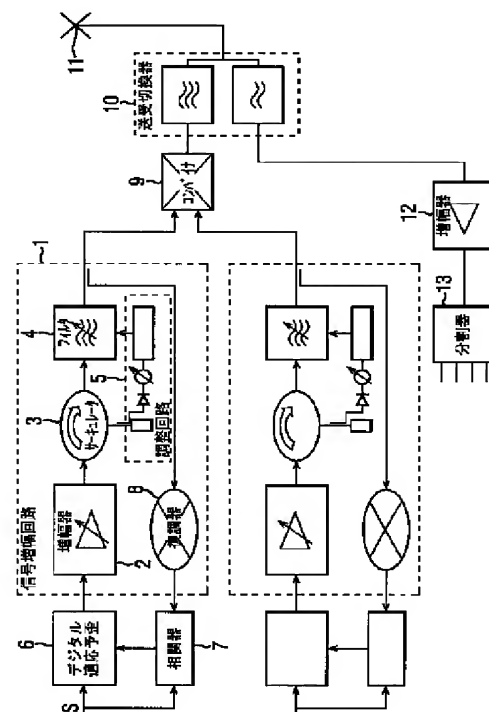 11
送受切換器
10
コンバイナ
9
増幅器
12
分割器
13
1
フィルタ
4
サーキュレータ
3
5
調整回路
増幅器
2
信号増幅回路
復調器
8
デジタル
適応予歪
6
相関器
7
S